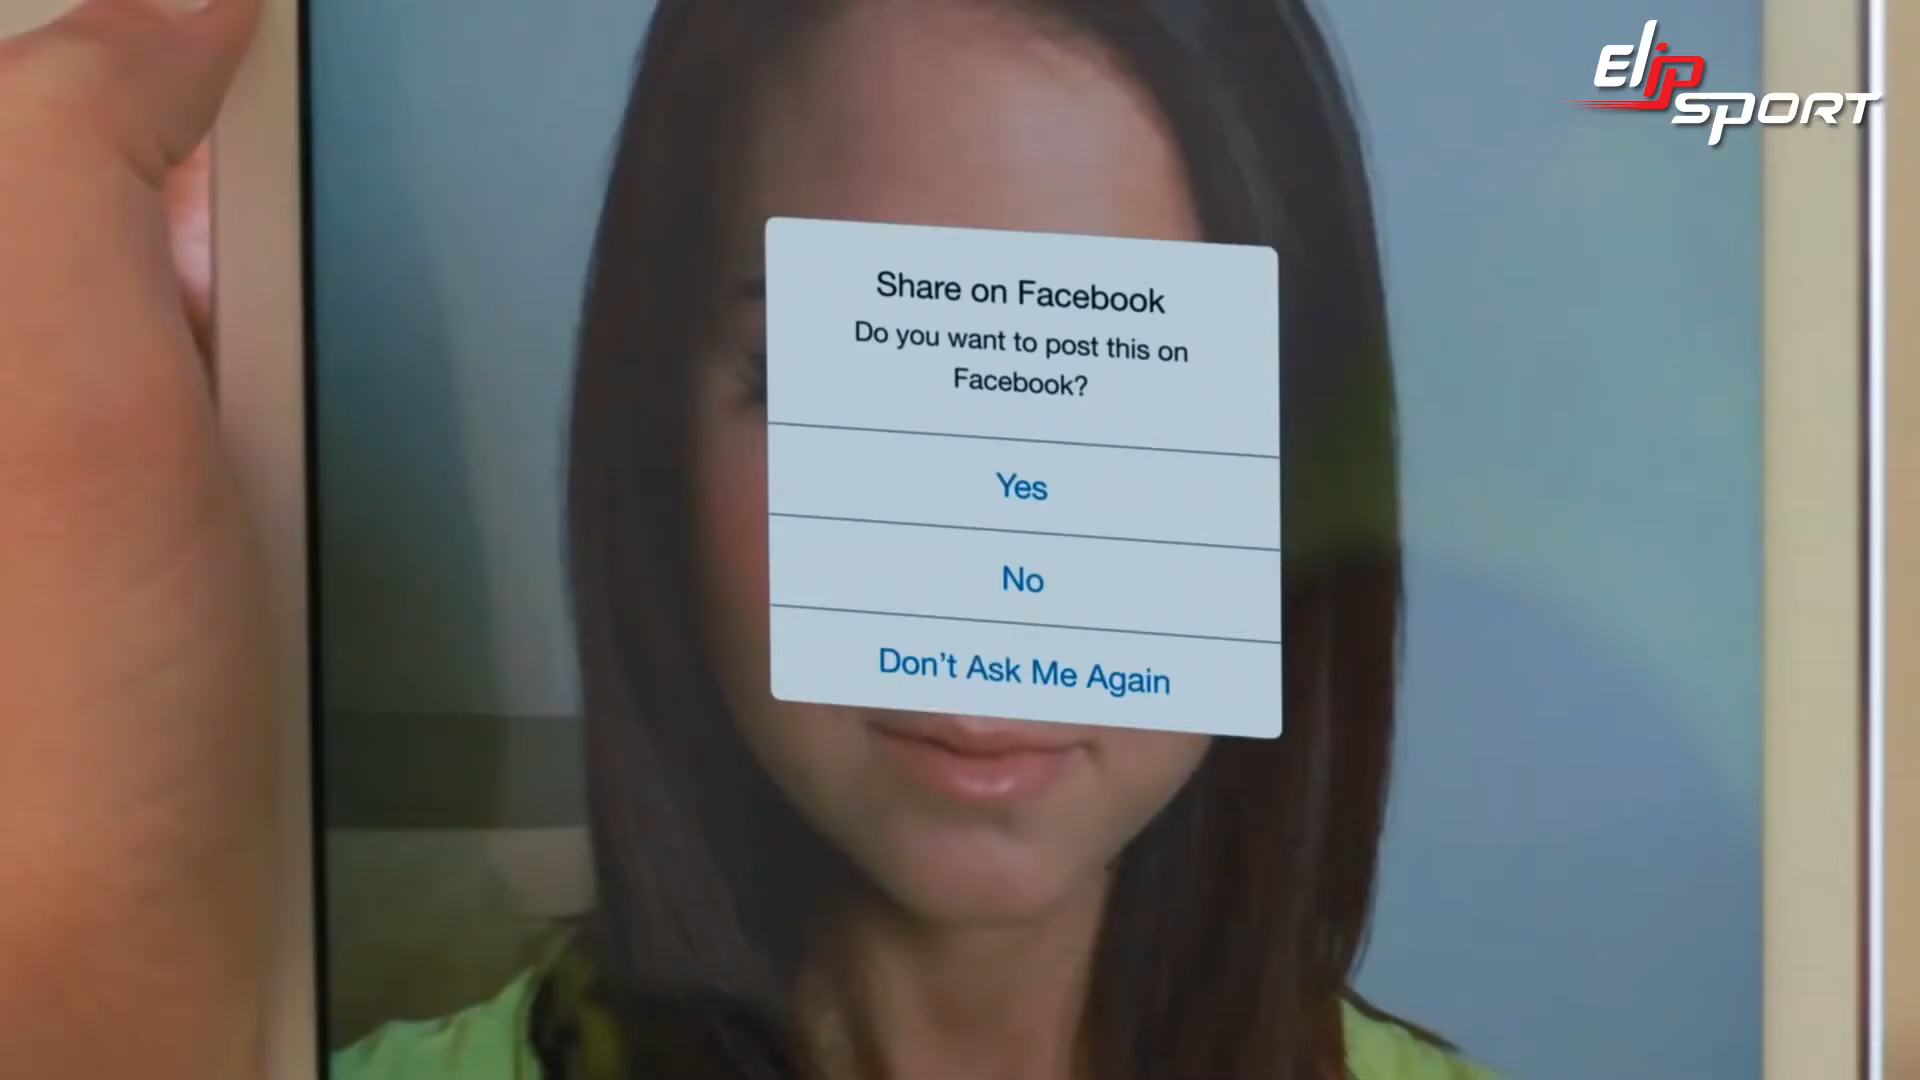 Elip
SPORT
Share on Facebook
Do you want to post this on
Facebook?
Yes
No
Don't Ask Me Again